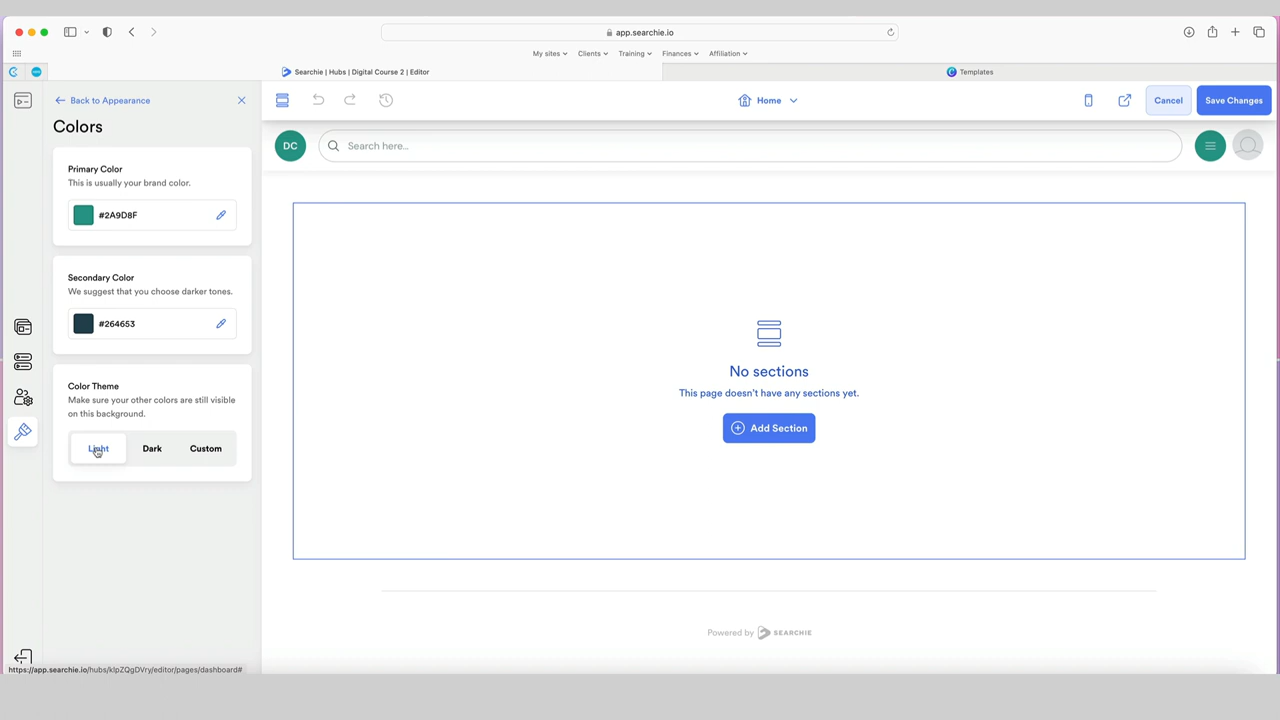 app.searchie.io
My sites Clients Training Finances Affiliation
Searchie | Hubs | Digital Course 2 | Editor
Templates
Back to Appearance
Home
Cancel
Save Changes
Colors
DC
Search here...
Primary Color
This is usually your brand color.
#2A9D8F
Secondary Color
We suggest that you choose darker tones.
#264653
Color Theme
Make sure your other colors are still visible
on this background.
Light Dark Custom
No sections
This page doesn't have any sections yet.
Add Section
Powered by SEARCHIE
https://app.searchie.io/hubs/klpZQgDVry/editor/pages/dashboard#